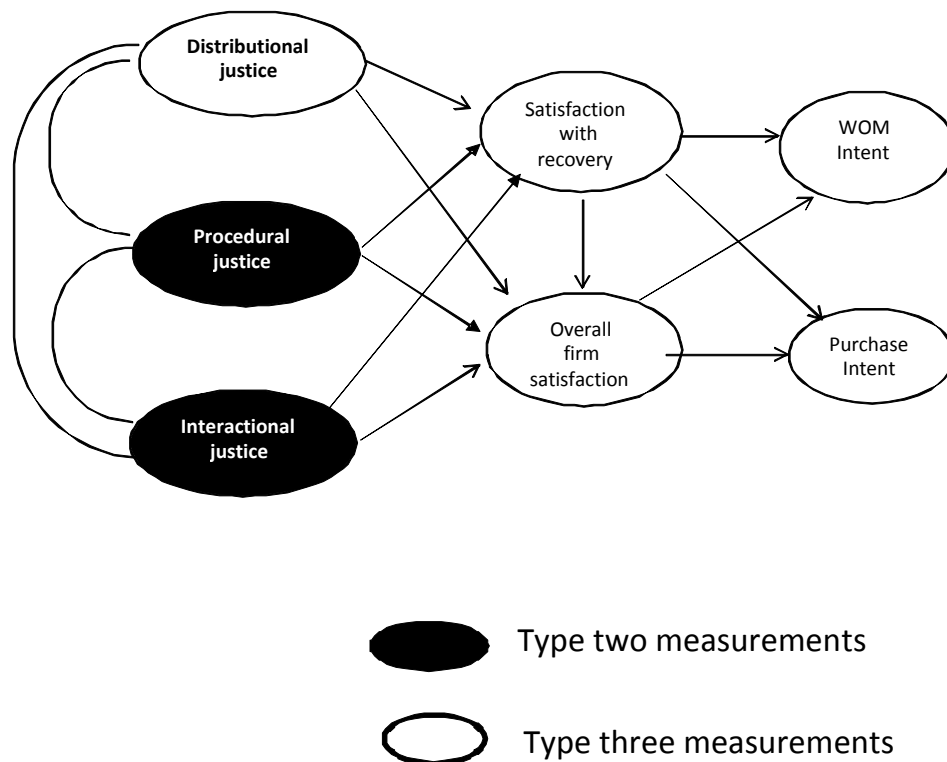 Distributional
justice
Satisfaction
with
recovery
WOM
Intent
Procedural
justice
Overall
firm
satisfaction
Purchase
Intent
Interactional
justice
Type two measurements
Type three measurements